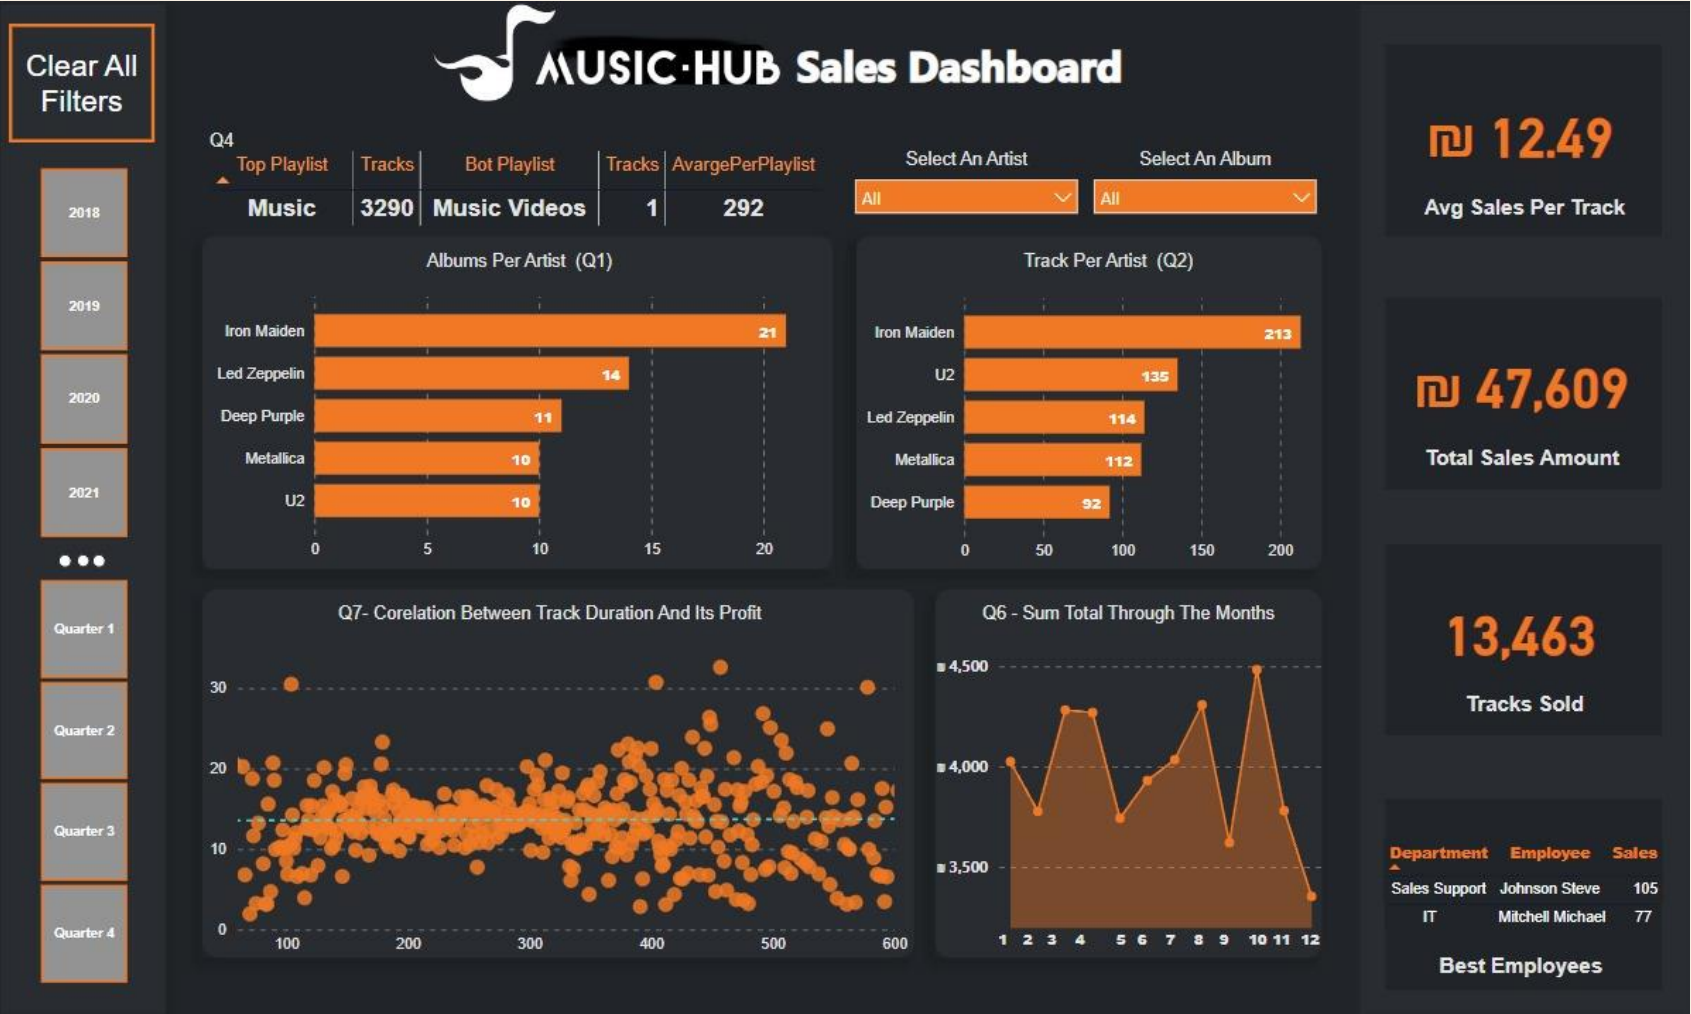 Clear All
Filters
2018
2019
2020
2021
Quarter 1
Quarter 2
Quarter 3
Quarter 4
MUSIC·HUB Sales Dashboard
Q4
Top Playlist Tracks Bot Playlist Tracks AvargePerPlaylist
Music 3290 Music Videos 1 292
Select An Artist Select An Album
All All
Albums Per Artist (Q1)
Iron Maiden 21
Led Zeppelin 14
Deep Purple 11
Metallica 10
U2 10
0 5 10 15 20
Track Per Artist (Q2)
Iron Maiden 213
U2 135
Led Zeppelin 114
Metallica 112
Deep Purple 92
0 50 100 150 200
Q7- Corelation Between Track Duration And Its Profit
30
20
10
0
100 200 300 400 500 600
Q6 - Sum Total Through The Months
₪ 4,500
₪ 4,000
₪ 3,500
1 2 3 4 5 6 7 8 9 10 11 12
₪ 12.49
Avg Sales Per Track
₪ 47,609
Total Sales Amount
13,463
Tracks Sold
Department Employee Sales
Sales Support Johnson Steve 105
IT Mitchell Michael 77
Best Employees